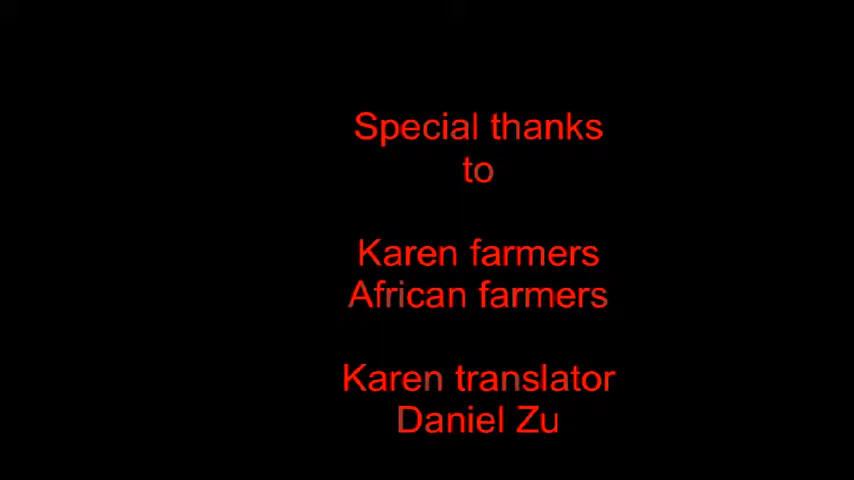 Special thanks
to
Karen farmers
African farmers
Karen translator
Daniel Zu